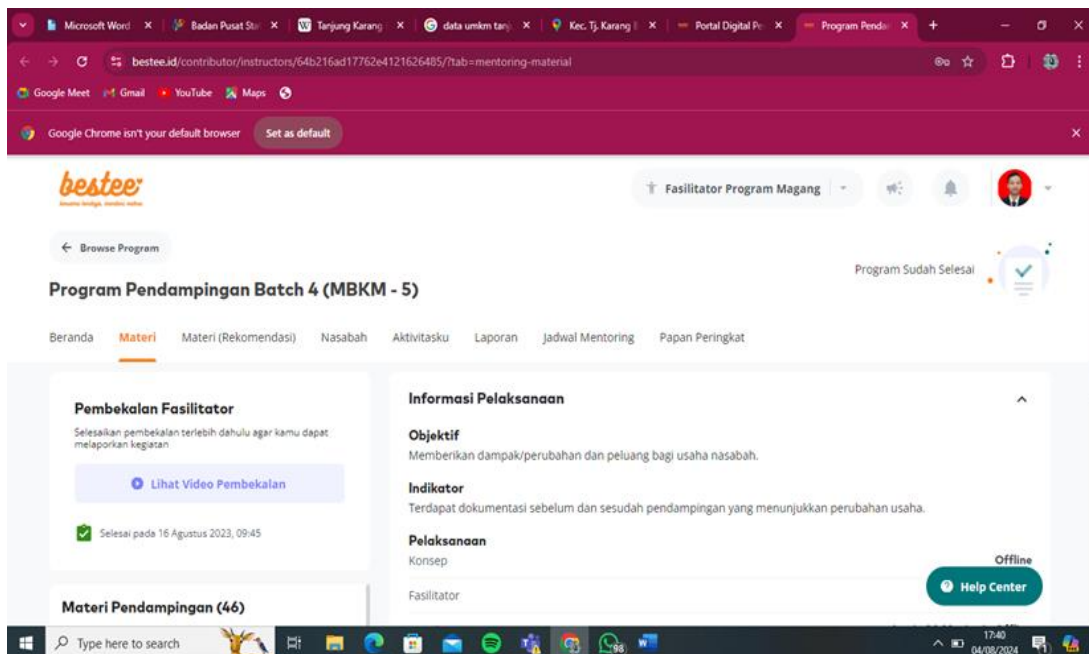 Microsoft Word
Badan Pusat Sta
Tanjung Karang
data umkm tanj
Kec. Tj. Karang
Portal Digital Pe
Program Penda
bestee.id/contributor/instructors/64b216ad17762e4121626485/?tab=mentoring-material
Google Meet Gmail YouTube Maps
Google Chrome isn't your default browser Set as default
bestee
Fasilitator Program Magang
Browse Program
Program Pendampingan Batch 4 (MBKM - 5)
Program Sudah Selesai
Beranda Materi Materi (Rekomendasi) Nasabah Aktivitasku Laporan Jadwal Mentoring Papan Peringkat
Pembekalan Fasilitator
Selesaikan pembekalan terlebih dahulu agar kamu dapat
melaporkan kegiatan
Lihat Video Pembekalan
Selesai pada 16 Agustus 2023, 09:45
Materi Pendampingan (46)
Informasi Pelaksanaan
Objektif
Memberikan dampak/perubahan dan peluang bagi usaha nasabah.
Indikator
Terdapat dokumentasi sebelum dan sesudah pendampingan yang menunjukkan perubahan usaha.
Pelaksanaan
Konsep Offline
Fasilitator
Help Center
Type here to search
98
17:40
04/08/2024